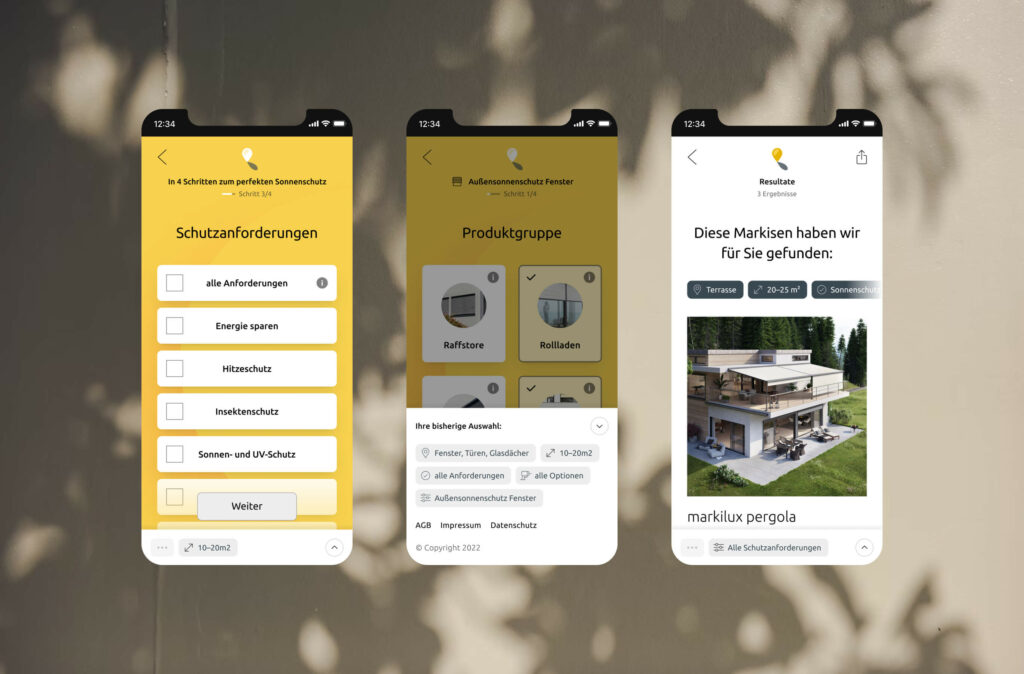 12:34
In 4 Schritten zum perfekten Sonnenschutz
Schritt 3/4
Schutzanforderungen
alle Anforderungen
Energie sparen
Hitzeschutz
Insektenschutz
Sonnen- und UV-Schutz
Weiter
10–20m2
12:34
Außensonnenschutz Fenster
Schritt 1/4
Produktgruppe
Raffstore
Rollladen
Ihre bisherige Auswahl:
Fenster, Türen, Glasdächer
10–20m2
alle Anforderungen
alle Optionen
Außensonnenschutz Fenster
AGB Impressum Datenschutz
© Copyright 2022
12:34
Resultate
3 Ergebnisse
Diese Markisen haben wir
für Sie gefunden:
Terrasse
20–25 m²
Sonnenschutz
markilux pergola
Alle Schutzanforderungen